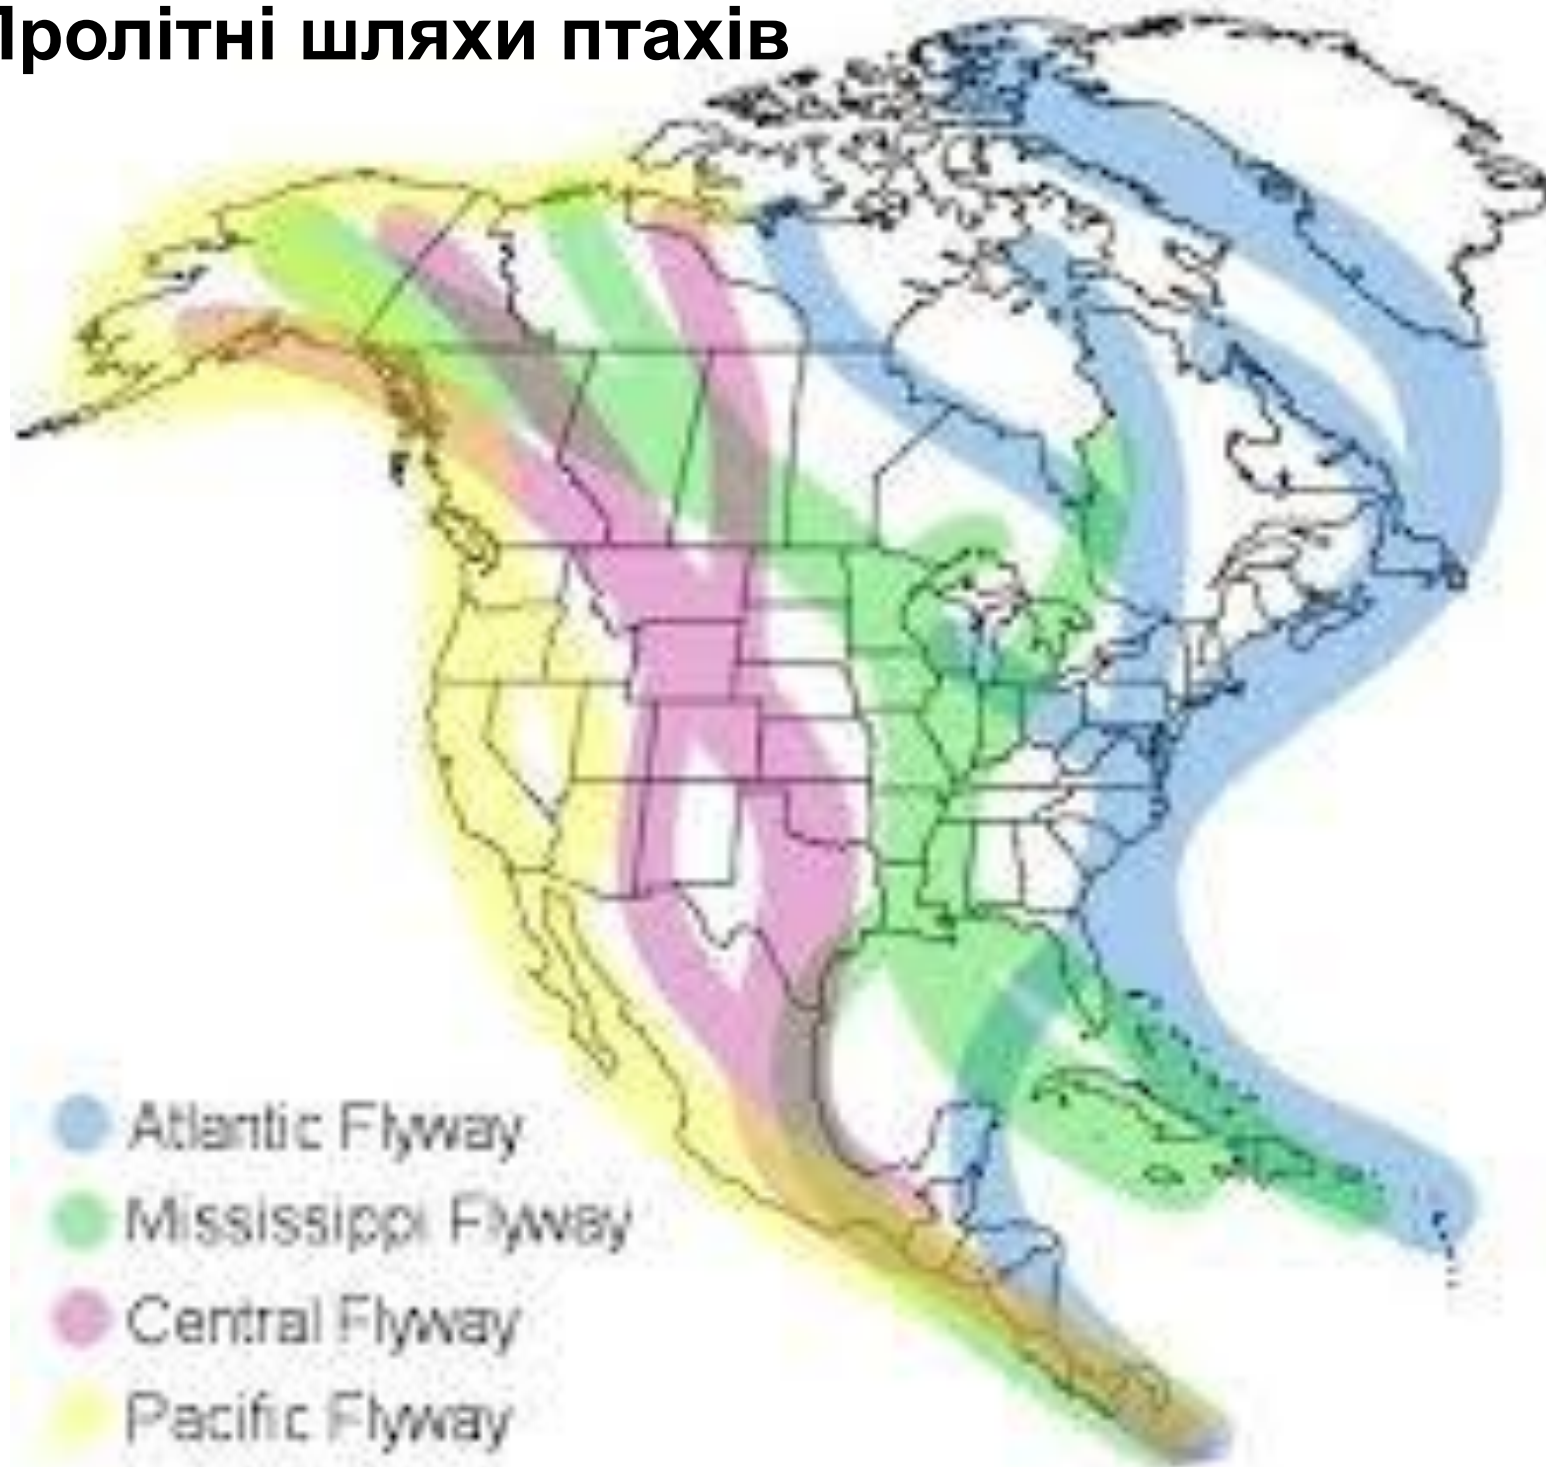 Пролітні шляхи птахів
Atlantic Flyway
Mississippi Flyway
Central Flyway
Pacific Flyway